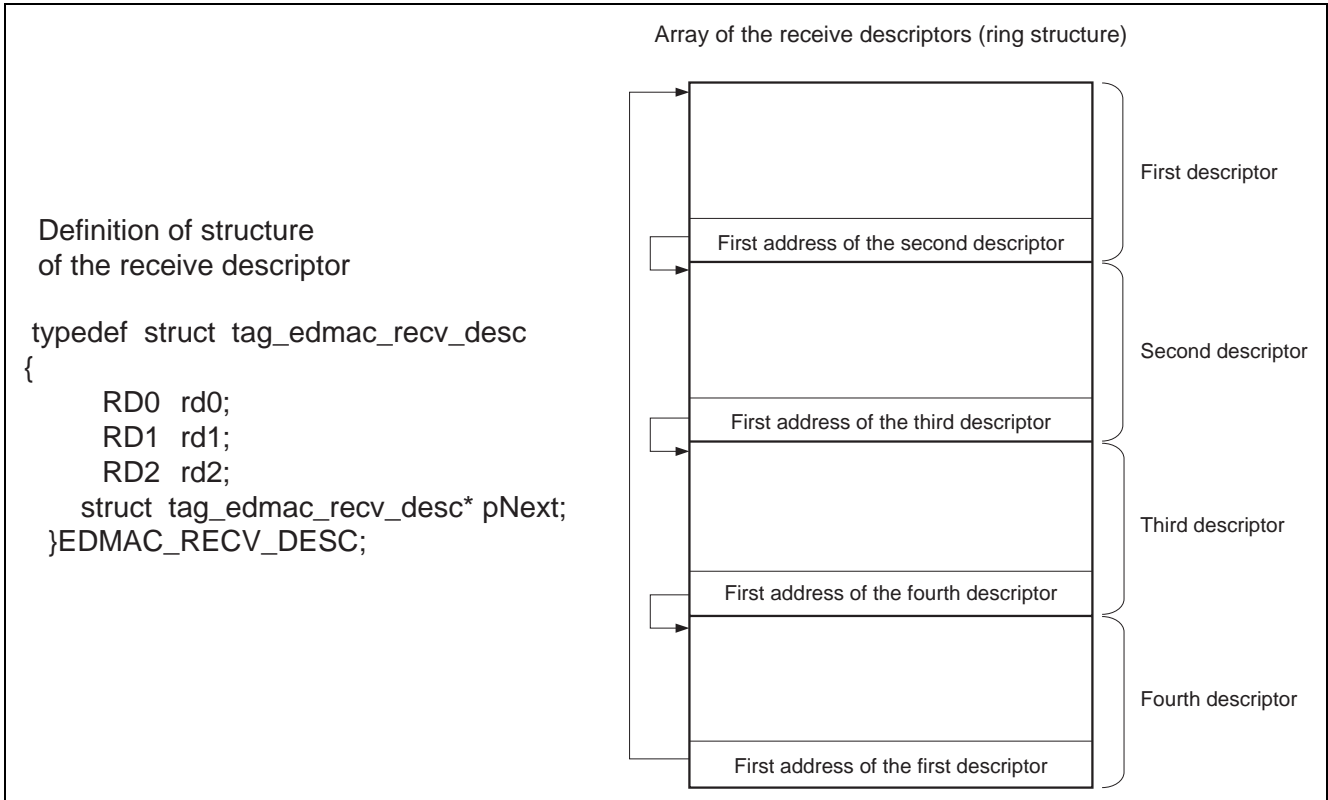 Array of the receive descriptors (ring structure)
Definition of structure
of the receive descriptor
typedef struct tag_edmac_recv_desc
{
RD0 rd0;
RD1 rd1;
RD2 rd2;
struct tag_edmac_recv_desc* pNext;
}EDMAC_RECV_DESC;
First descriptor
First address of the second descriptor
Second descriptor
First address of the third descriptor
Third descriptor
First address of the fourth descriptor
Fourth descriptor
First address of the first descriptor